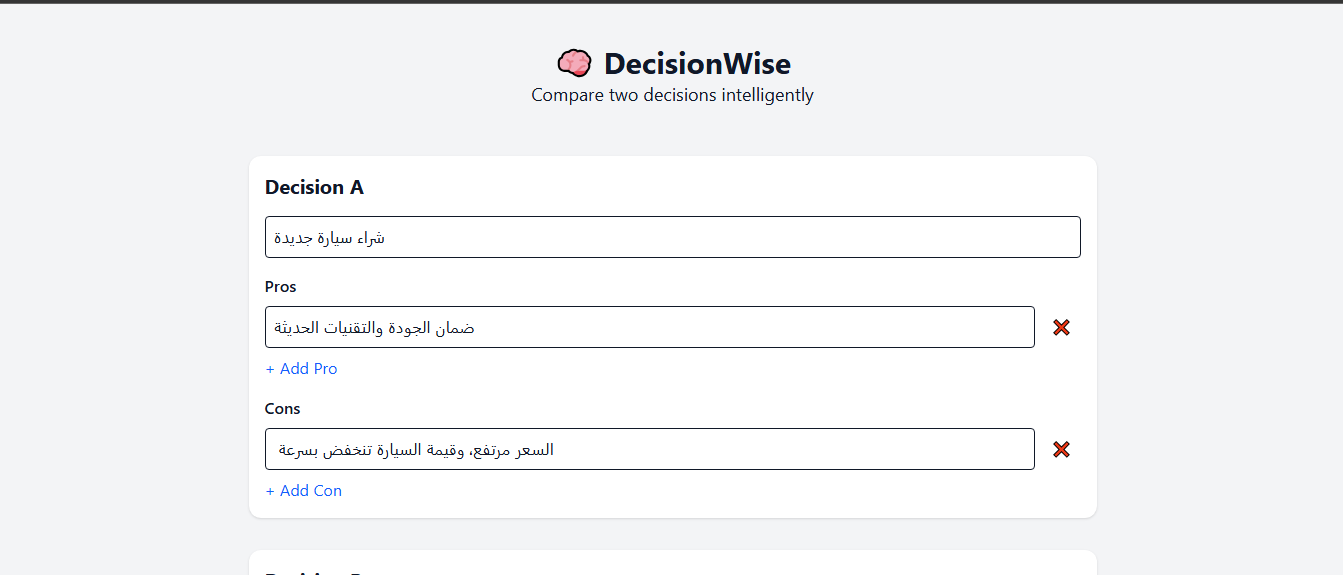 🧠 DecisionWise
Compare two decisions intelligently
Decision A
شراء سيارة جديدة
Pros
ضمان الجودة والتقنيات الحديثة
+ Add Pro
Cons
السعر مرتفع، وقيمة السيارة تنخفض بسرعة
+ Add Con